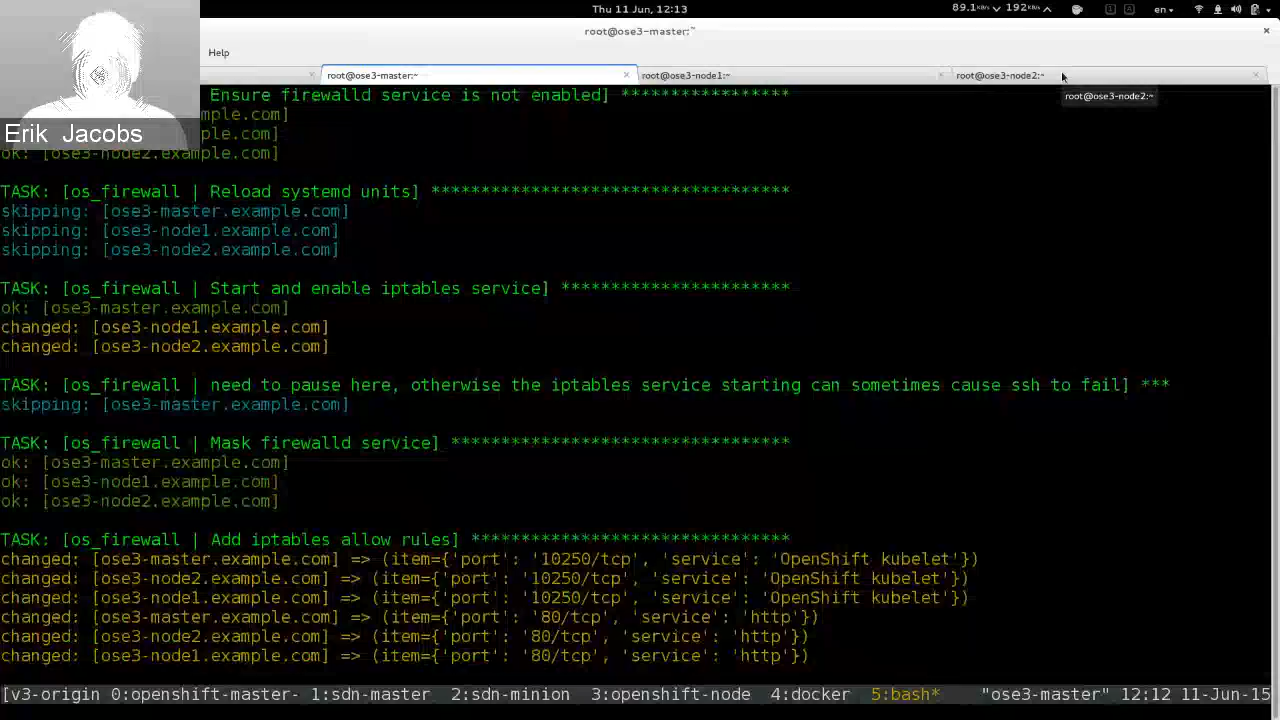 Thu 11 Jun, 12:13
89.1KB/s 192KB/s 1 A en
root@ose3-master:~
Help
root@ose3-master:~ root@ose3-node1:~ root@ose3-node2:~
root@ose3-node2:~
Erik Jacobs
Ensure firewalld service is not enabled] *****************
example.com]
ple.com]
ok: [ose3-node2.example.com]
TASK: [os_firewall | Reload systemd units] ************************************
skipping: [ose3-master.example.com]
skipping: [ose3-node1.example.com]
skipping: [ose3-node2.example.com]
TASK: [os_firewall | Start and enable iptables service] ***********************
ok: [ose3-master.example.com]
changed: [ose3-node1.example.com]
changed: [ose3-node2.example.com]
TASK: [os_firewall | need to pause here, otherwise the iptables service starting can sometimes cause ssh to fail] ***
skipping: [ose3-master.example.com]
TASK: [os_firewall | Mask firewalld service] **********************************
ok: [ose3-master.example.com]
ok: [ose3-node1.example.com]
ok: [ose3-node2.example.com]
TASK: [os_firewall | Add iptables allow rules] ********************************
changed: [ose3-master.example.com] => (item={'port': '10250/tcp', 'service': 'OpenShift kubelet'})
changed: [ose3-node2.example.com] => (item={'port': '10250/tcp', 'service': 'OpenShift kubelet'})
changed: [ose3-node1.example.com] => (item={'port': '10250/tcp', 'service': 'OpenShift kubelet'})
changed: [ose3-master.example.com] => (item={'port': '80/tcp', 'service': 'http'})
changed: [ose3-node2.example.com] => (item={'port': '80/tcp', 'service': 'http'})
changed: [ose3-node1.example.com] => (item={'port': '80/tcp', 'service': 'http'})
[v3-origin 0:openshift-master- 1:sdn-master 2:sdn-minion 3:openshift-node 4:docker 5:bash* "ose3-master" 12:12 11-Jun-15